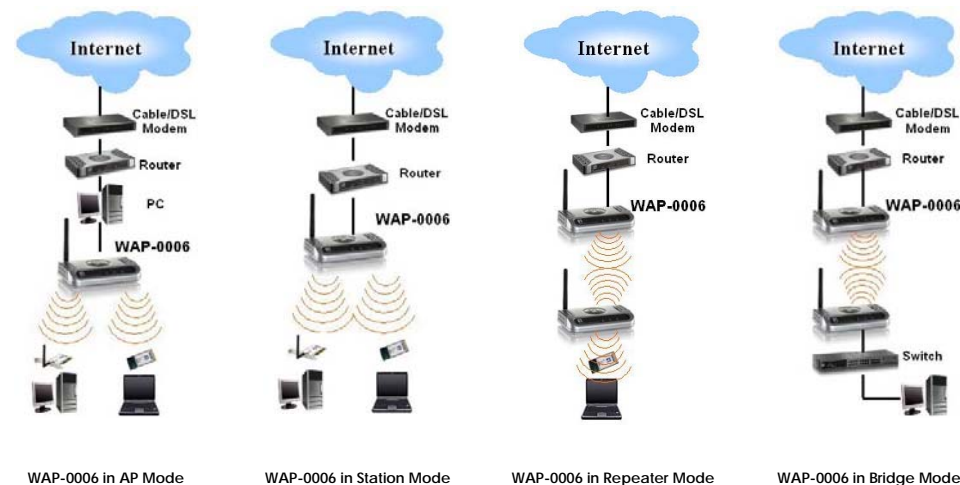 Internet
Cable/DSL
Modem
Router
PC
WAP-0006
WAP-0006 in AP Mode
Internet
Cable/DSL
Modem
Router
WAP-0006
WAP-0006 in Station Mode
Internet
Cable/DSL
Modem
Router
WAP-0006
WAP-0006 in Repeater Mode
Internet
Cable/DSL
Modem
Router
WAP-0006
Switch
WAP-0006 in Bridge Mode